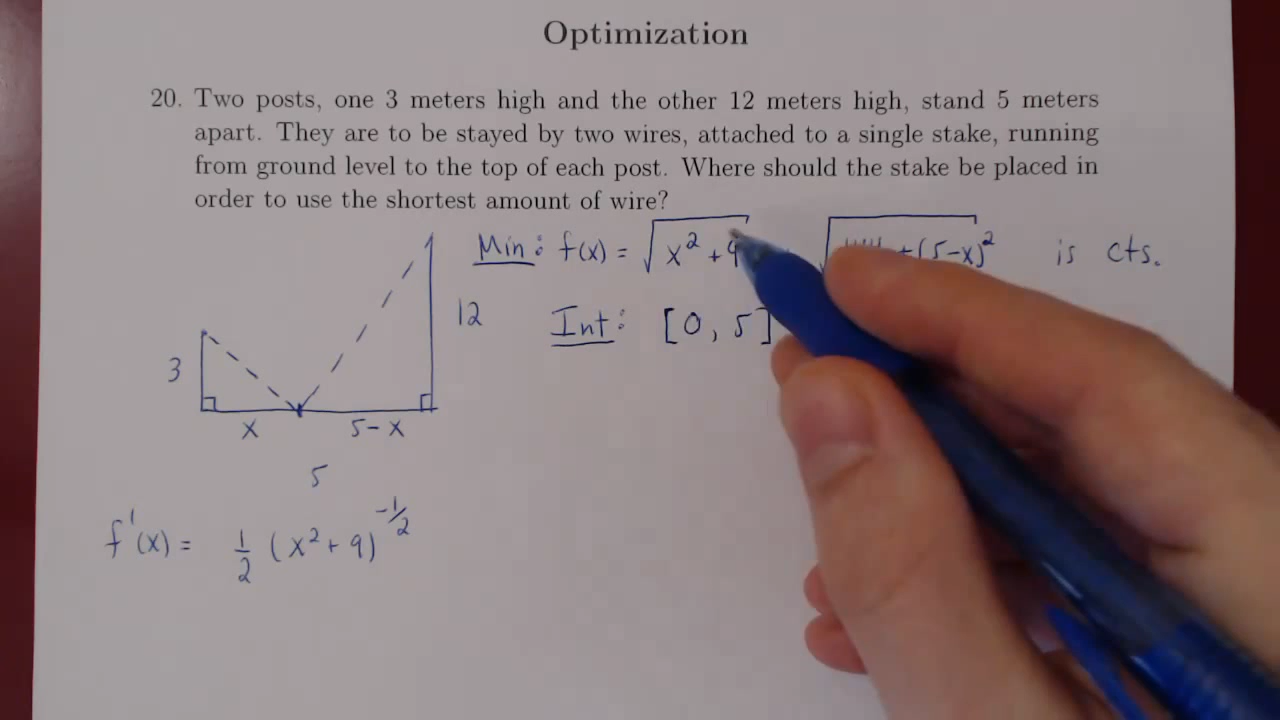 Optimization
20. Two posts, one 3 meters high and the other 12 meters high, stand 5 meters
apart. They are to be stayed by two wires, attached to a single stake, running
from ground level to the top of each post. Where should the stake be placed in
order to use the shortest amount of wire?
Min: f(x) = √(x² + 9 √( + (5-x)² is cts.
Int: [0, 5]
12
3
x 5-x
5
f'(x) = 1/2 (x² + 9)^(-1/2)